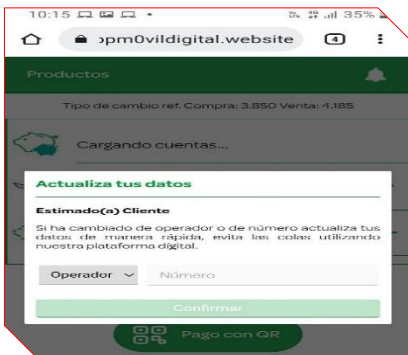 10:15
35%
pm0vildigital.website
4
Productos
Tipo de cambio ref. Compra: 3.850 Venta: 4.185
Cargando cuentas...
Actualiza tus datos
Estimado(a) Cliente
Si ha cambiado de operador o de número actualiza tus
datos de manera rápida, evita las colas utilizando
nuestra plataforma digital.
Operador
Número
Confirmar
Pago con QR